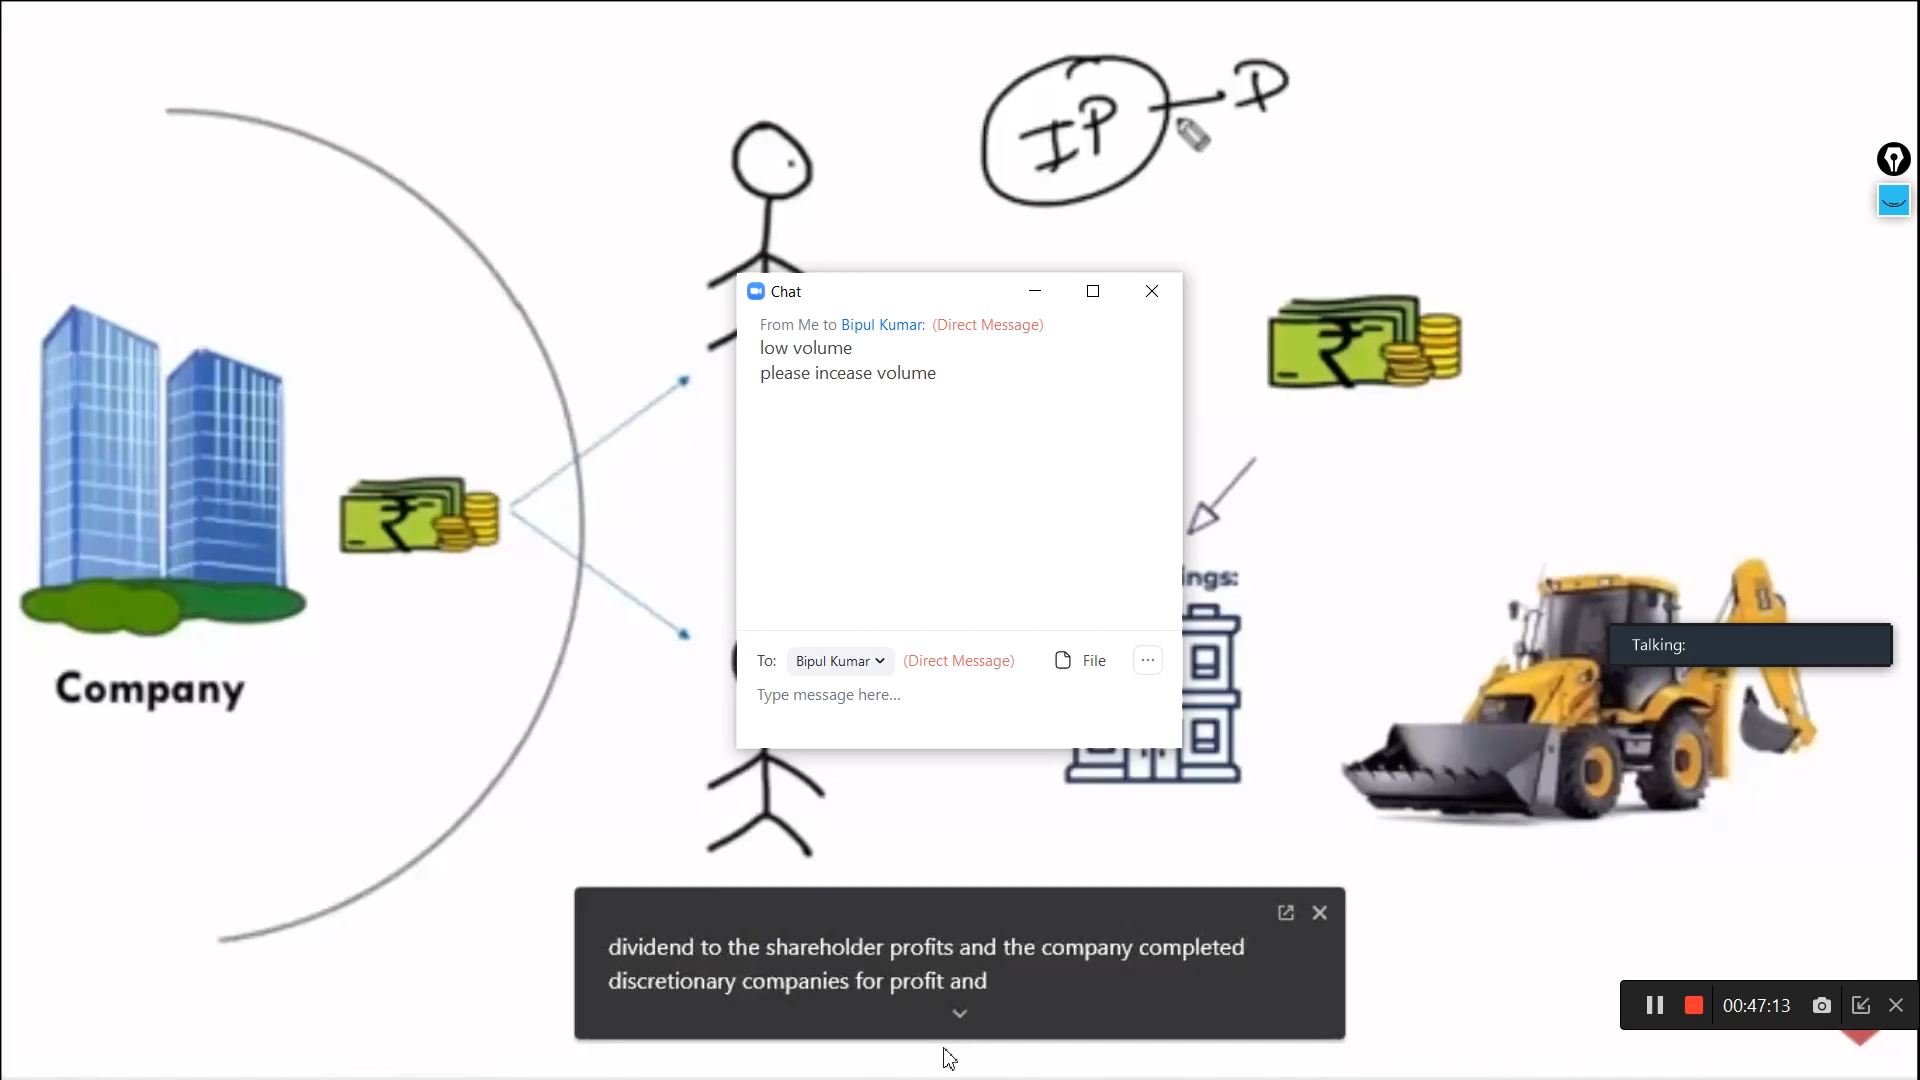 IP
D
Chat
From Me to Bipul Kumar: (Direct Message)
low volume
please incease volume
ings:
To: Bipul Kumar (Direct Message) File
Type message here...
Talking:
Company
dividend to the shareholder profits and the company completed
discretionary companies for profit and
00:47:13